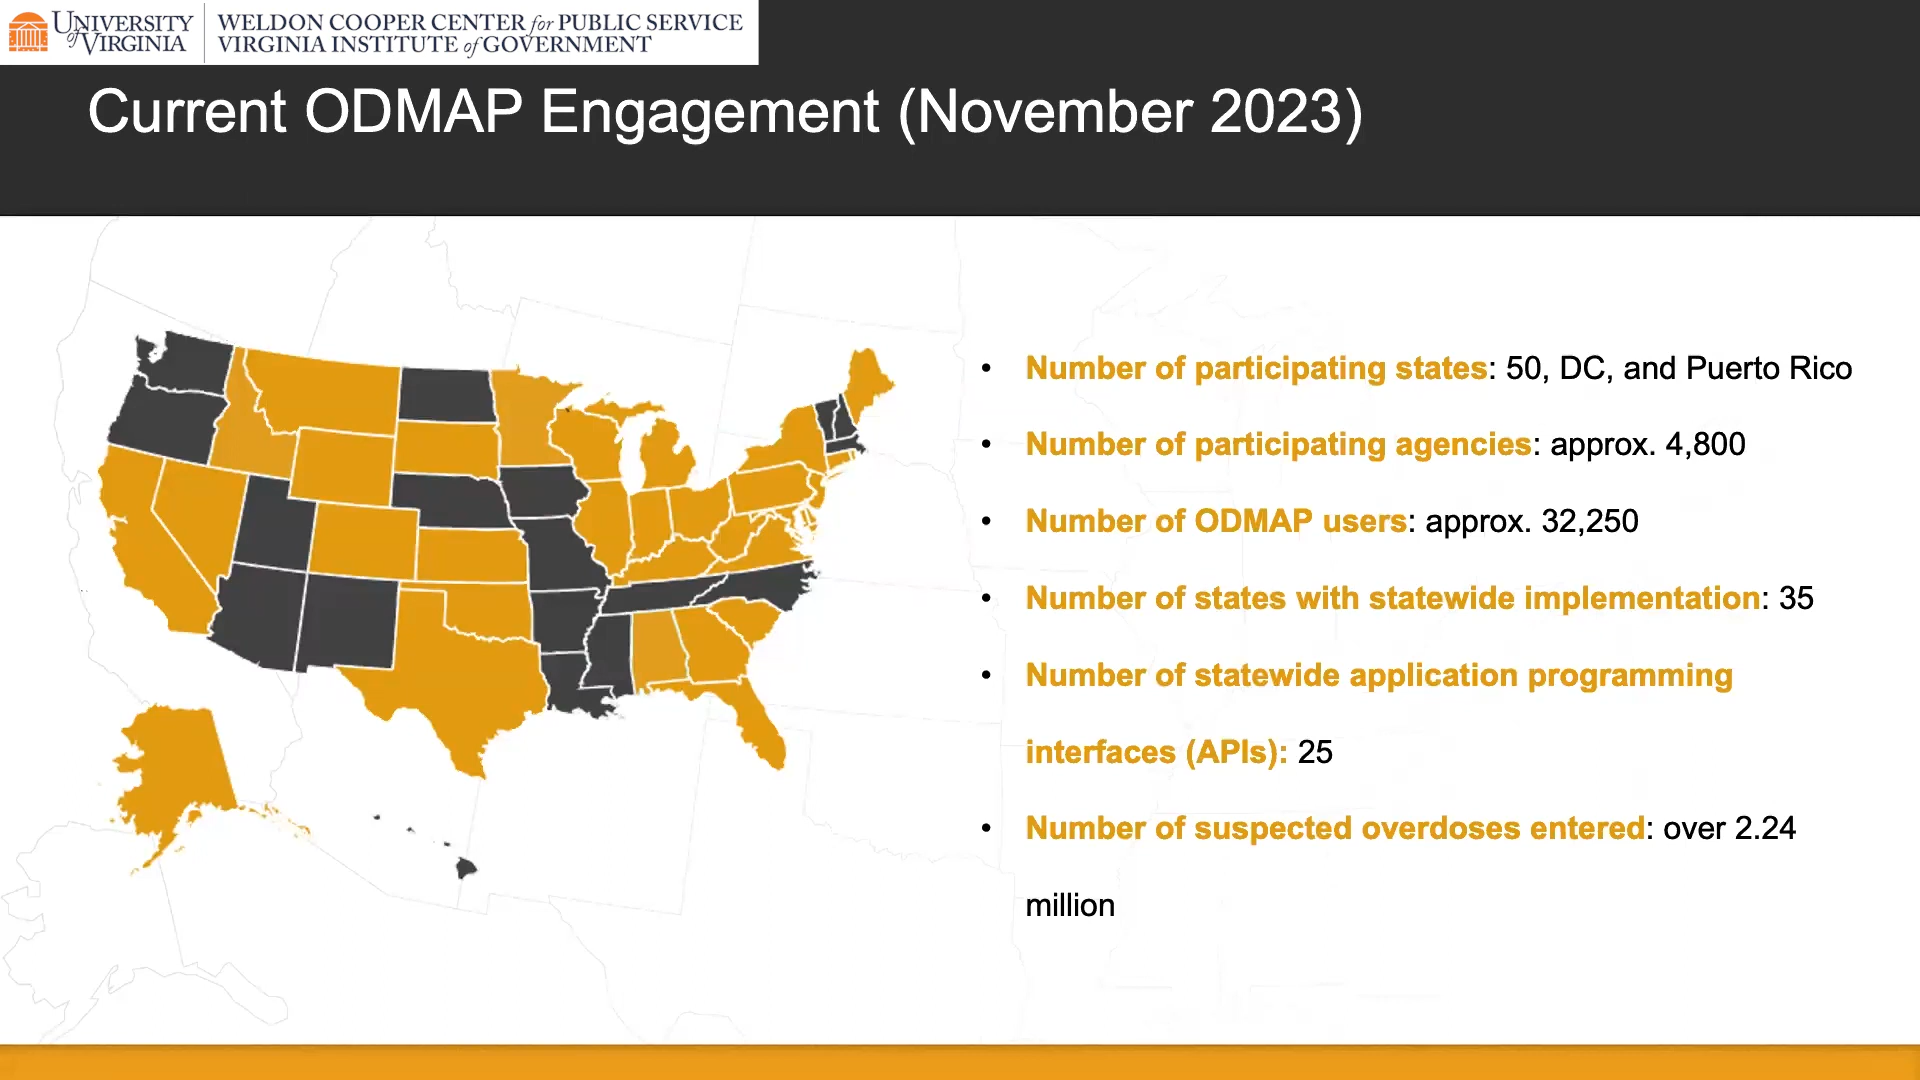 UNIVERSITY
of VIRGINIA
WELDON COOPER CENTER for PUBLIC SERVICE
VIRGINIA INSTITUTE of GOVERNMENT
Current ODMAP Engagement (November 2023)
• Number of participating states: 50, DC, and Puerto Rico
• Number of participating agencies: approx. 4,800
• Number of ODMAP users: approx. 32,250
• Number of states with statewide implementation: 35
• Number of statewide application programming
interfaces (APIs): 25
• Number of suspected overdoses entered: over 2.24
million